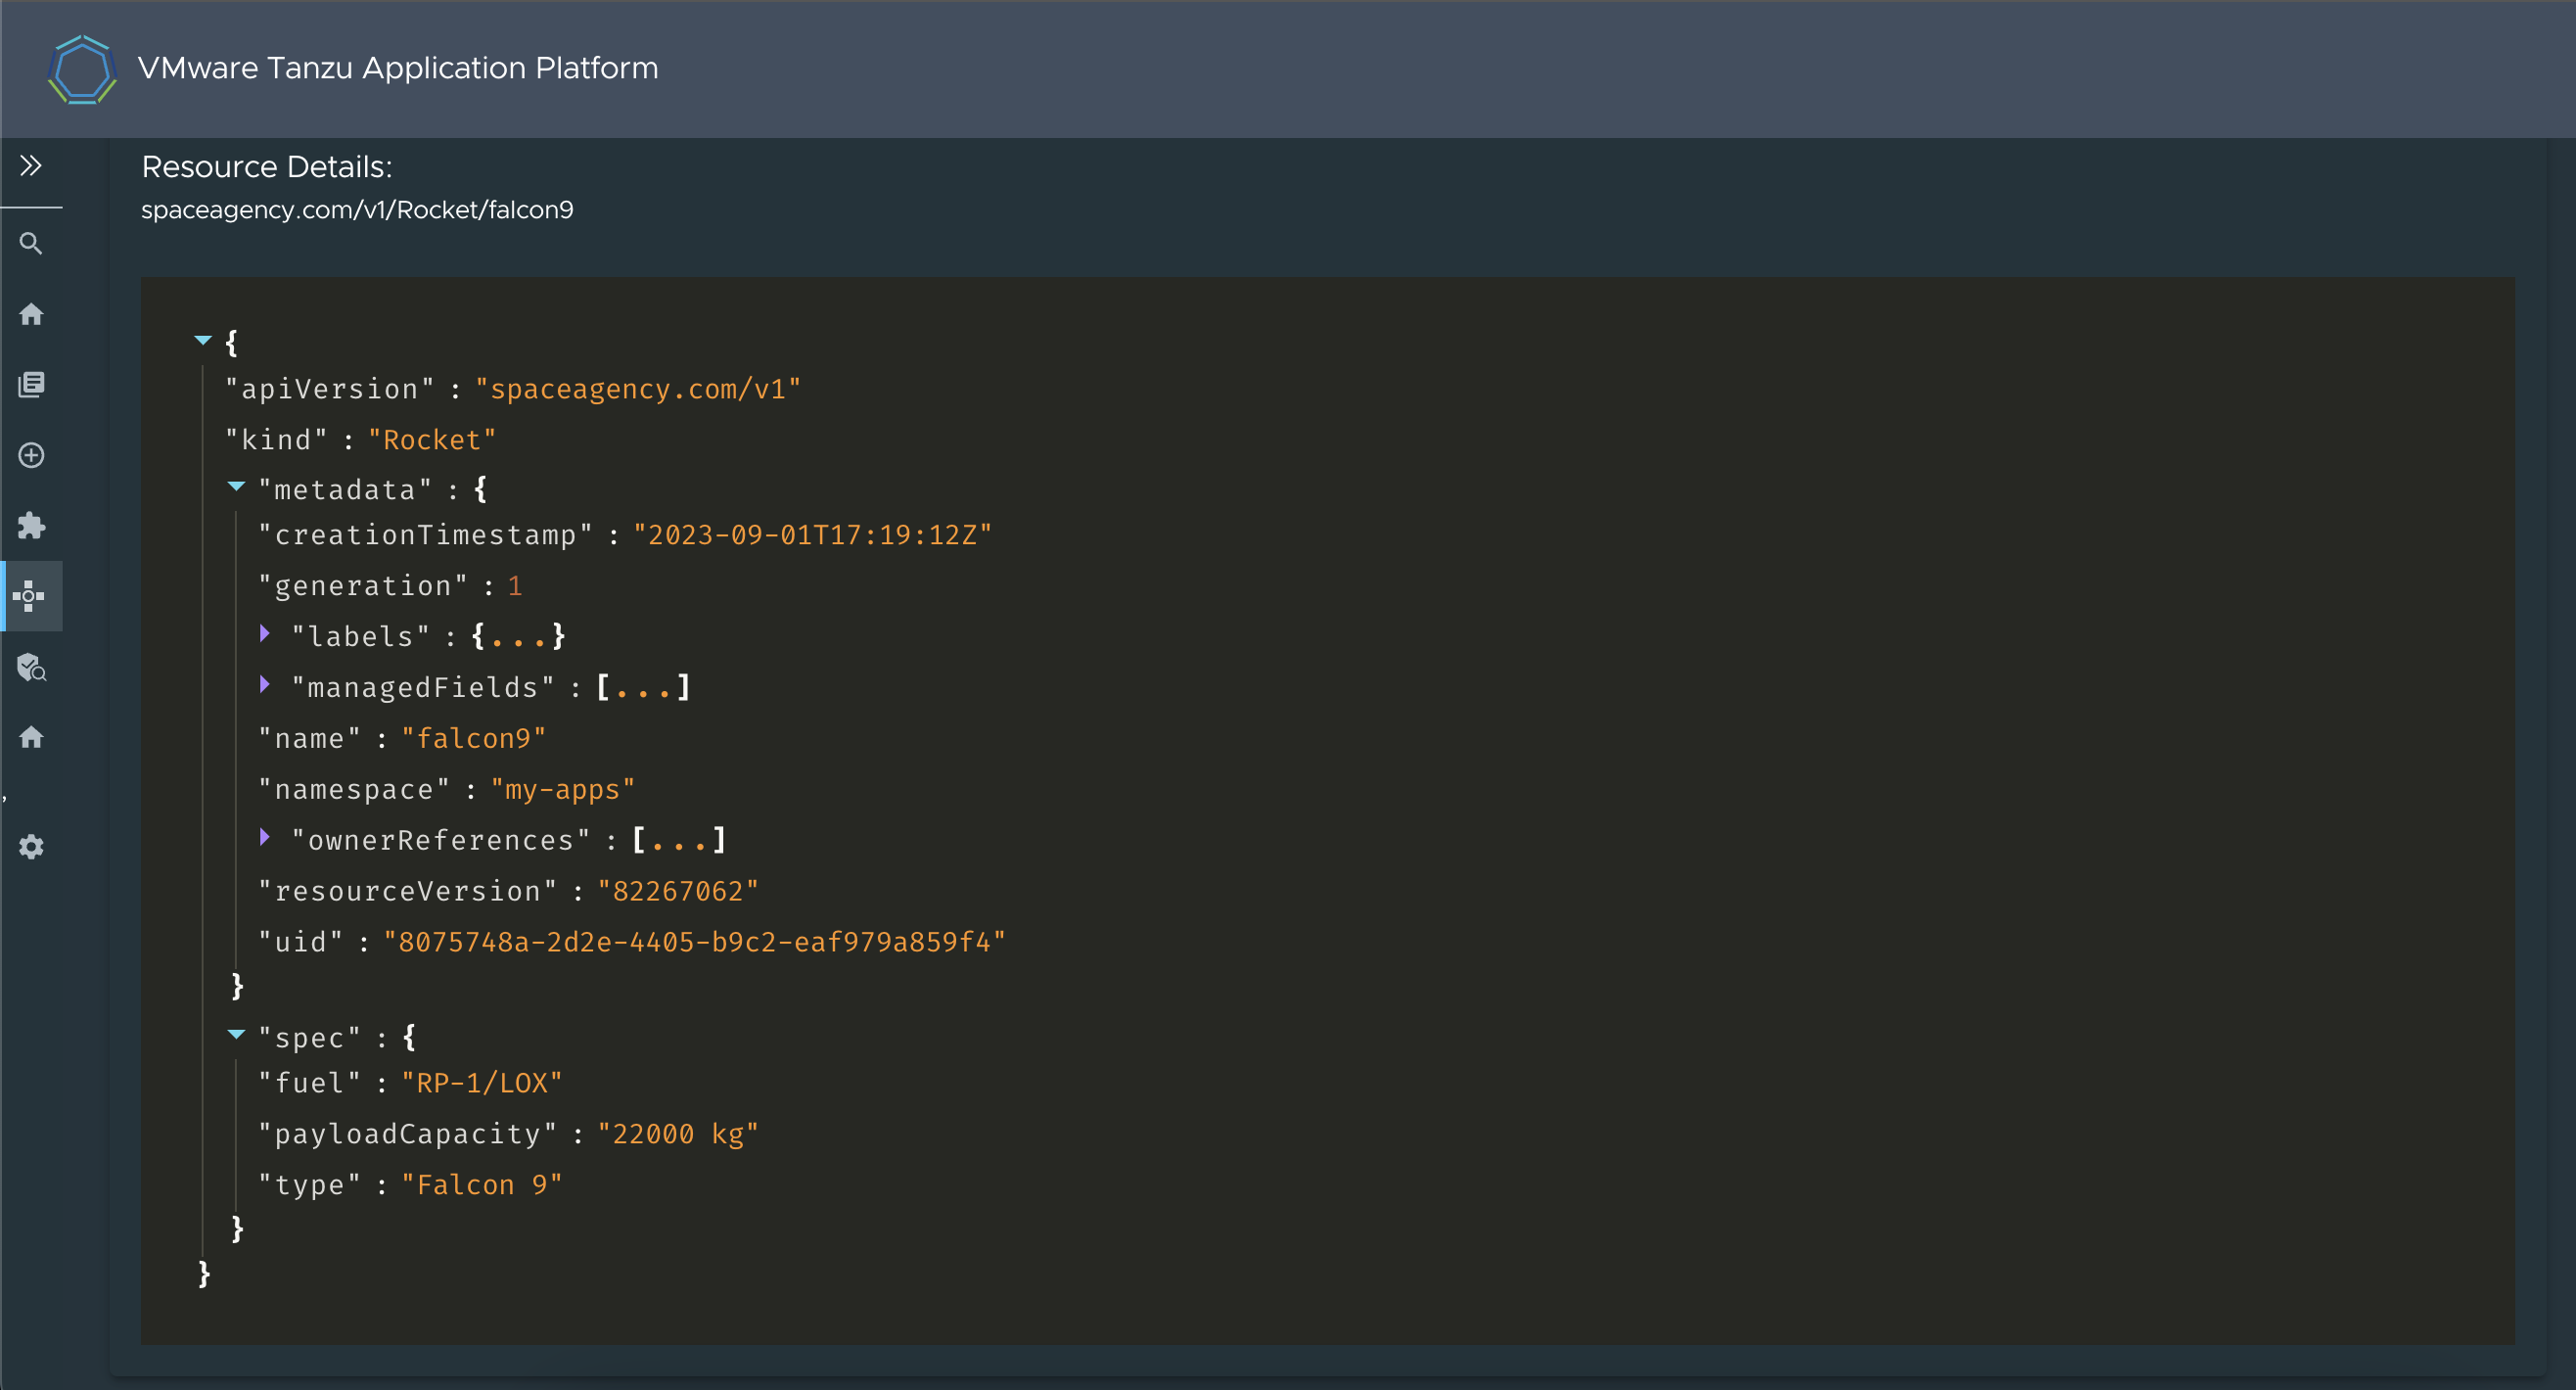 VMware Tanzu Application Platform
Resource Details:
spaceagency.com/v1/Rocket/falcon9
{
"apiVersion" : "spaceagency.com/v1"
"kind" : "Rocket"
"metadata" : {
"creationTimestamp" : "2023-09-01T17:19:12Z"
"generation" : 1
"labels" : {...}
"managedFields" : [...]
"name" : "falcon9"
"namespace" : "my-apps"
"ownerReferences" : [...]
"resourceVersion" : "82267062"
"uid" : "8075748a-2d2e-4405-b9c2-eaf979a859f4"
}
"spec" : {
"fuel" : "RP-1/LOX"
"payloadCapacity" : "22000 kg"
"type" : "Falcon 9"
}
}